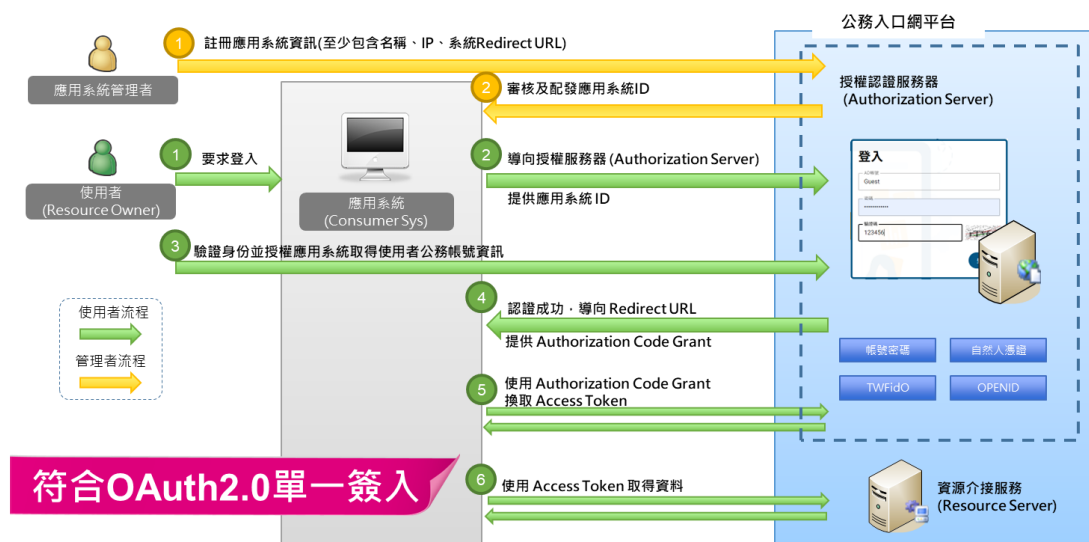 公務入口網平台
1
註冊應用系統資訊(至少包含名稱、IP、系統Redirect URL)
應用系統管理者
2
審核及配發應用系統ID
授權認證服務器
(Authorization Server)
1
要求登入
2
導向授權服務器 (Authorization Server)
提供應用系統 ID
登入
AD帳號
Guest
密碼
************
驗證碼
123456
使用者
(Resource Owner)
應用系統
(Consumer Sys)
3
驗證身份並授權應用系統取得使用者公務帳號資訊
4
認證成功，導向 Redirect URL
提供 Authorization Code Grant
使用者流程
管理者流程
帳號密碼
自然人憑證
TWFidO
OPENID
5
使用 Authorization Code Grant
換取 Access Token
符合OAuth2.0單一簽入
6
使用 Access Token 取得資料
資源介接服務
(Resource Server)